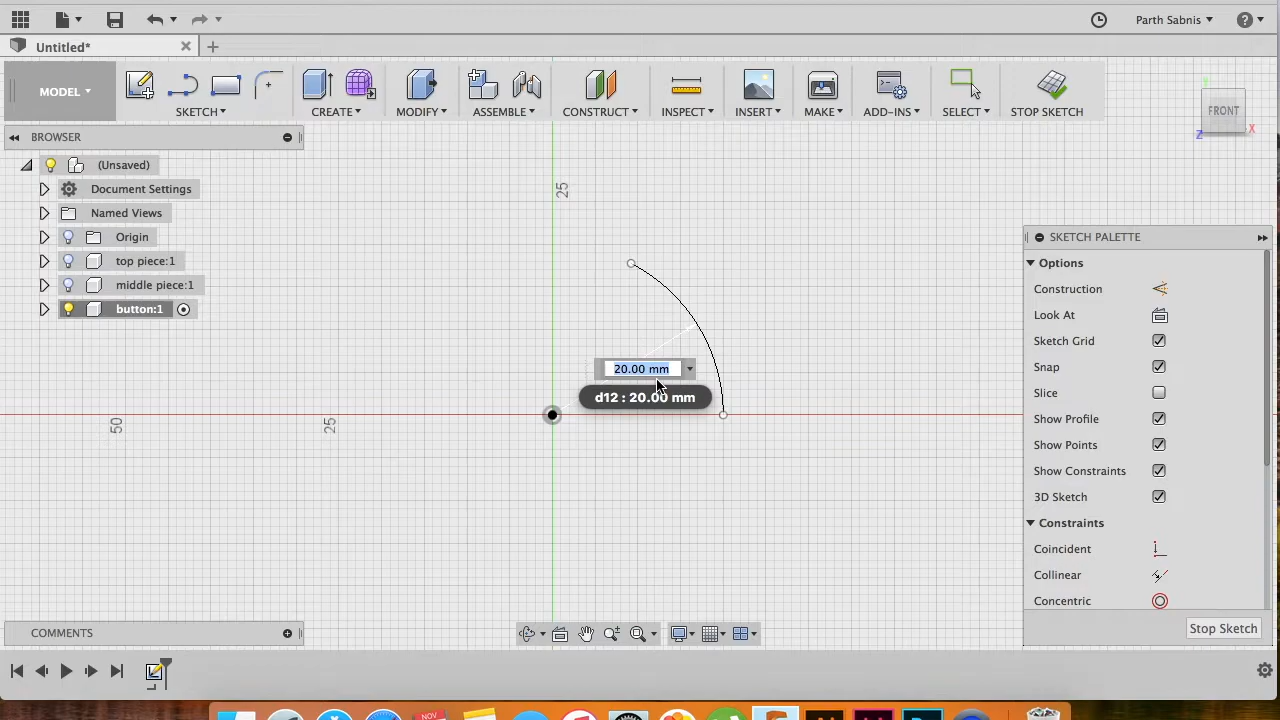 Parth Sabnis
Untitled*
MODEL
SKETCH
CREATE
MODIFY
ASSEMBLE
CONSTRUCT
INSPECT
INSERT
MAKE
ADD-INS
SELECT
STOP SKETCH
FRONT
Y
X
Z
BROWSER
(Unsaved)
Document Settings
Named Views
Origin
top piece:1
middle piece:1
button:1
25
20.00 mm
d12 : 20.00 mm
50
25
SKETCH PALETTE
Options
Construction
Look At
Sketch Grid
Snap
Slice
Show Profile
Show Points
Show Constraints
3D Sketch
Constraints
Coincident
Collinear
Concentric
Stop Sketch
COMMENTS
NOV